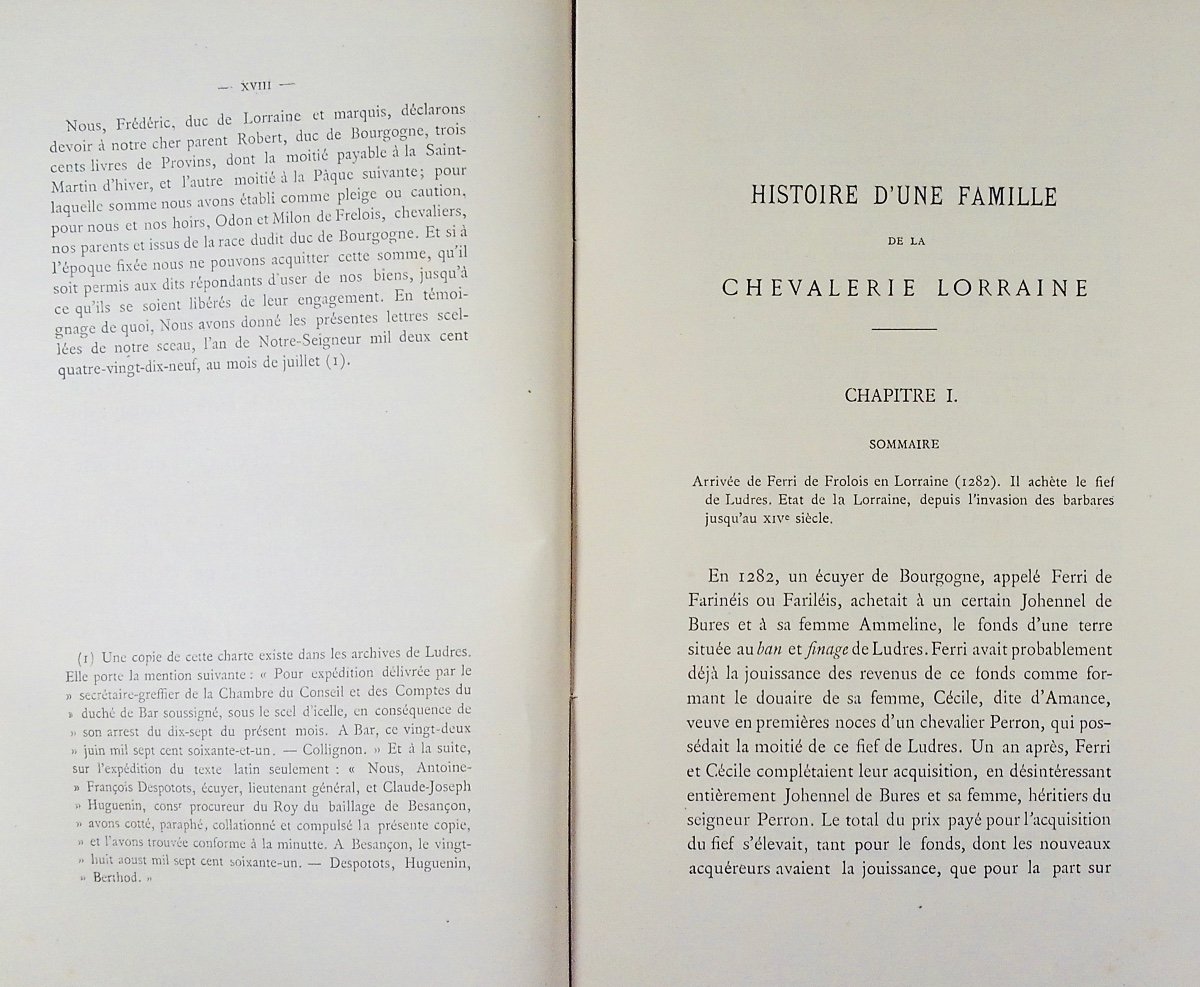 — XVIII —
Nous, Frédéric, duc de Lorraine et marquis, déclarons
devoir à notre cher parent Robert, duc de Bourgogne, trois
cents livres de Provins, dont la moitié payable à la Saint-
Martin d'hiver, et l'autre moitié à la Pâque suivante; pour
laquelle somme nous avons établi comme pleige ou caution,
pour nous et nos hoirs, Odon et Milon de Frelois, chevaliers,
nos parents et issus de la race dudit duc de Bourgogne. Et si à
l'époque fixée nous ne pouvons acquitter cette somme, qu'il
soit permis aux dits répondants d'user de nos biens, jusqu'à
ce qu'ils se soient libérés de leur engagement. En témoi-
gnage de quoi, Nous avons donné les présentes lettres scel-
lées de notre sceau, l'an de Notre-Seigneur mil deux cent
quatre-vingt-dix-neuf, au mois de juillet (1).
(1) Une copie de cette charte existe dans les archives de Ludres.
Elle porte la mention suivante : « Pour expédition délivrée par le
» secrétaire-greffier de la Chambre du Conseil et des Comptes du
» duché de Bar soussigné, sous le scel d'icelle, en conséquence de
» son arrest du dix-sept du présent mois. A Bar, ce vingt-deux
» juin mil sept cent soixante-et-un. — Collignon. » Et à la suite,
sur l'expédition du texte latin seulement : « Nous, Antoine-
» François Despotots, écuyer, lieutenant général, et Claude-Joseph
» Huguenin, consr procureur du Roy du baillage de Besançon,
» avons cotté, paraphé, collationné et compulsé la présente copie,
» et l'avons trouvée conforme à la minutte. A Besançon, le vingt-
» huit aoust mil sept cent soixante-un. — Despotots, Huguenin,
» Berthod. »
HISTOIRE D'UNE FAMILLE
DE LA
CHEVALERIE LORRAINE
CHAPITRE I.
SOMMAIRE
Arrivée de Ferri de Frolois en Lorraine (1282). Il achète le fief
de Ludres. Etat de la Lorraine, depuis l'invasion des barbares
jusqu'au XIVe siècle.
En 1282, un écuyer de Bourgogne, appelé Ferri de
Farinéis ou Fariléis, achetait à un certain Johennel de
Bures et à sa femme Ammeline, le fonds d'une terre
située au ban et finage de Ludres. Ferri avait probablement
déjà la jouissance des revenus de ce fonds comme for-
mant le douaire de sa femme, Cécile, dite d'Amance,
veuve en premières noces d'un chevalier Perron, qui pos-
sédait la moitié de ce fief de Ludres. Un an après, Ferri
et Cécile complétaient leur acquisition, en désintéressant
entièrement Johennel de Bures et sa femme, héritiers du
seigneur Perron. Le total du prix payé pour l'acquisition
du fief s'élevait, tant pour le fonds, dont les nouveaux
acquéreurs avaient la jouissance, que pour la part sur